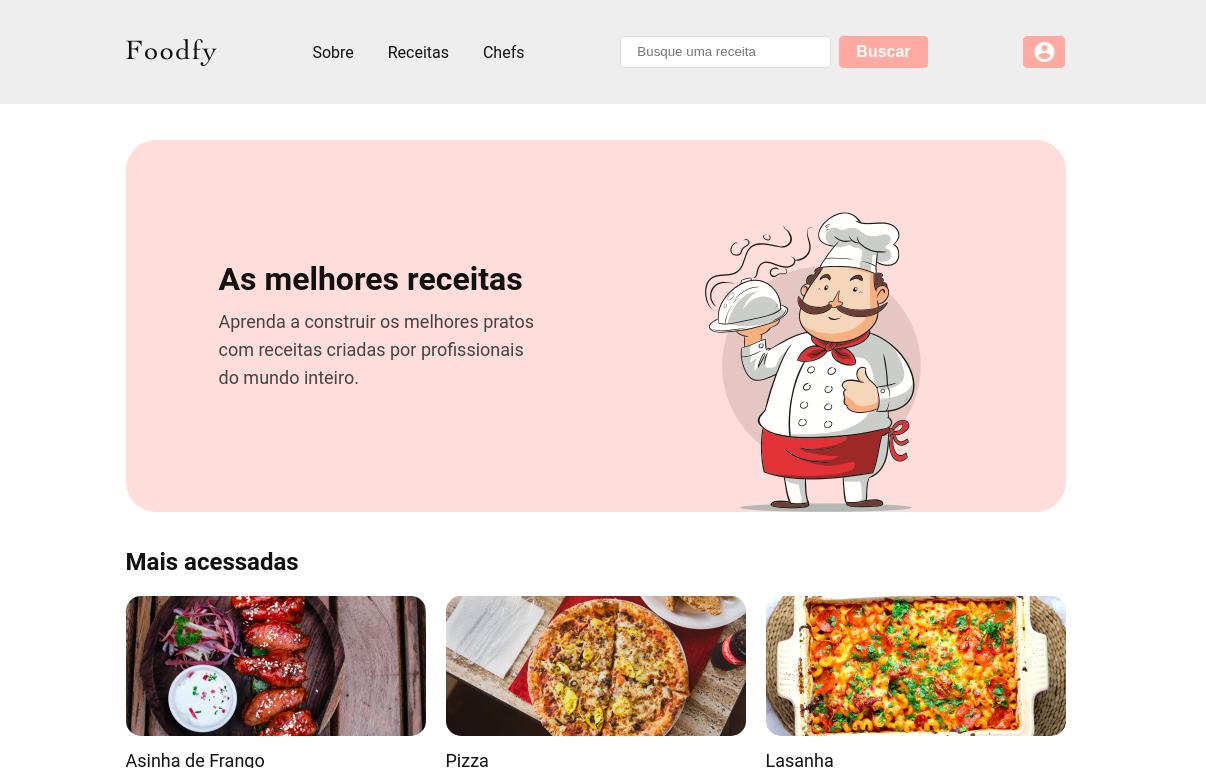 Foodfy
Sobre
Receitas
Chefs
Busque uma receita
Buscar
As melhores receitas
Aprenda a construir os melhores pratos
com receitas criadas por profissionais
do mundo inteiro.
Mais acessadas
Asinha de Frango
Pizza
Lasanha